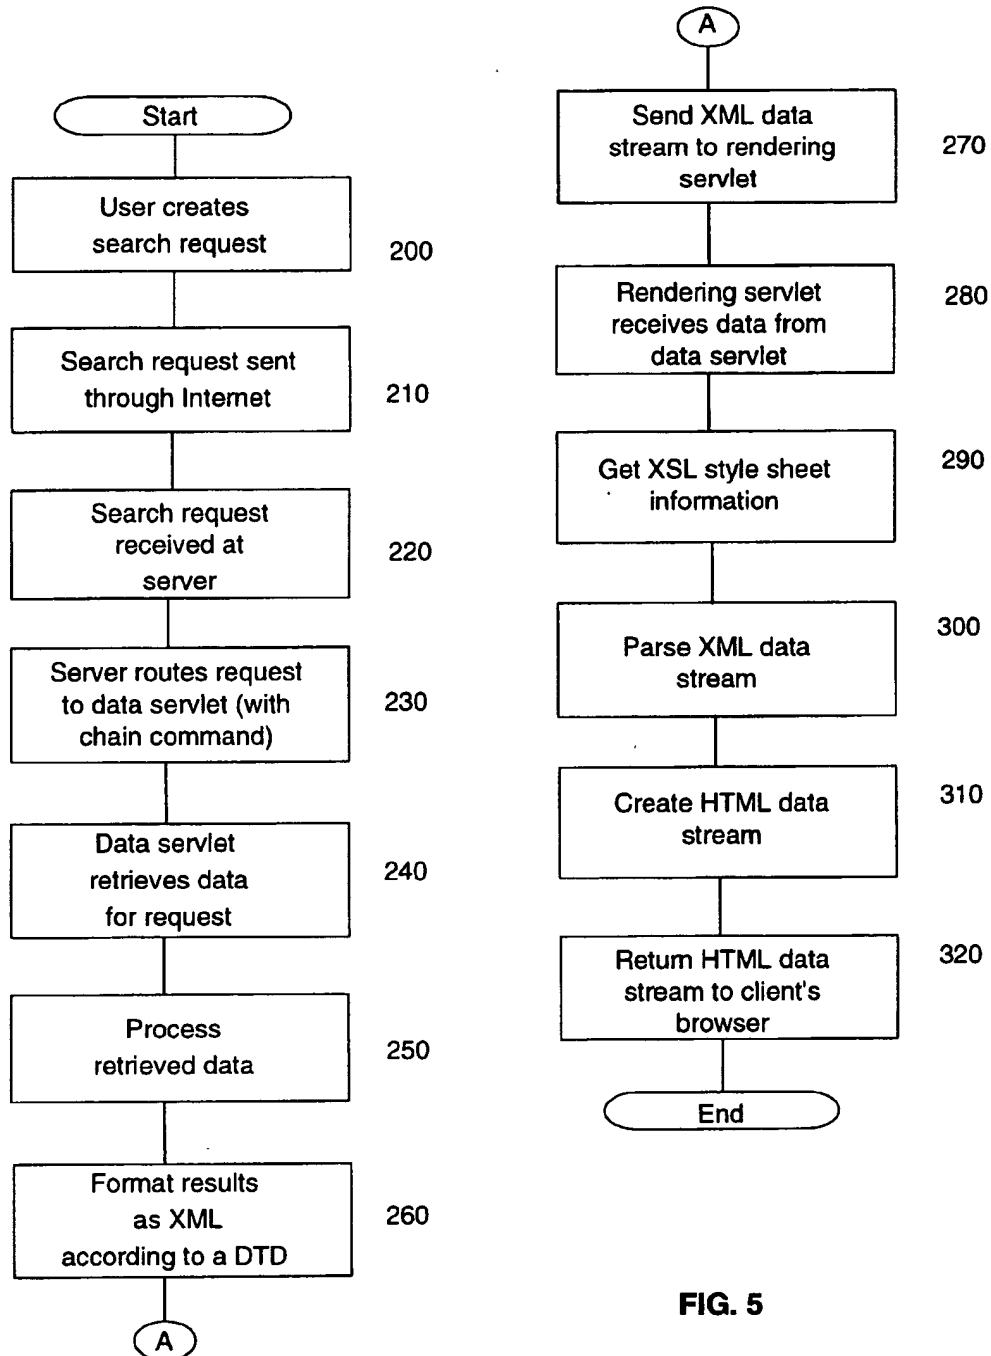 Start
User creates
search request
200
Search request sent
through Internet
210
Search request
received at
server
220
Server routes request
to data servlet (with
chain command)
230
Data servlet
retrieves data
for request
240
Process
retrieved data
250
Format results
as XML
according to a DTD
260
A
A
Send XML data
stream to rendering
servlet
270
Rendering servlet
receives data from
data servlet
280
Get XSL style sheet
information
290
Parse XML data
stream
300
Create HTML data
stream
310
Return HTML data
stream to client's
browser
320
End
FIG. 5